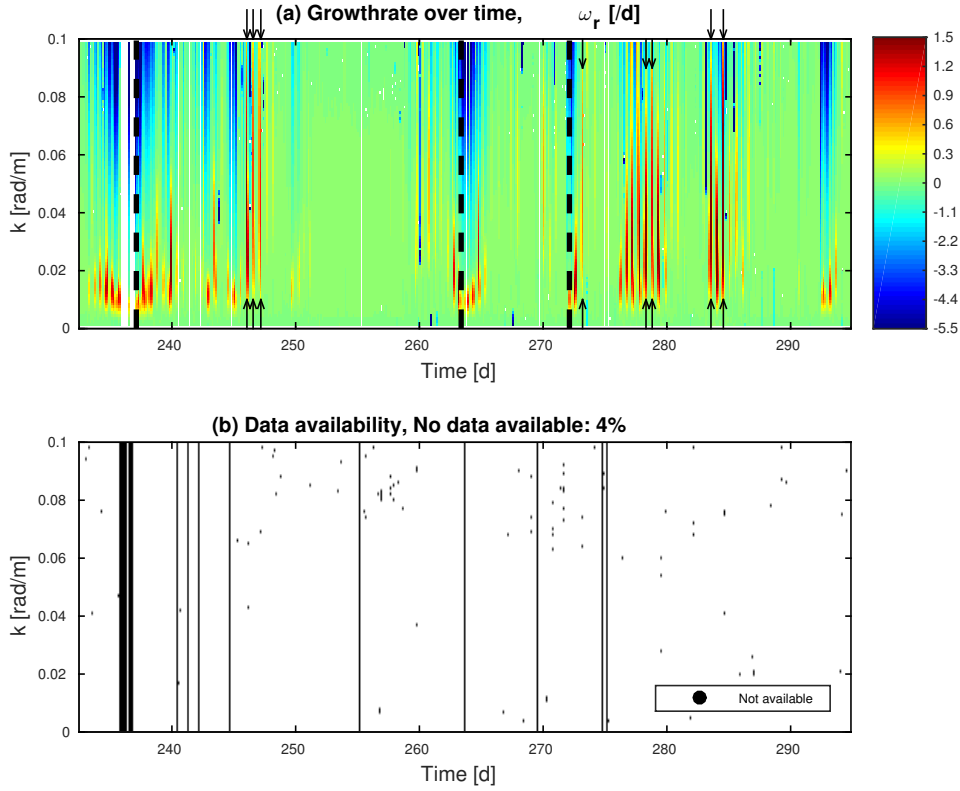 (a) Growthrate over time, ω_r [/d]
0.1
0.08
0.06
0.04
0.02
0
k [rad/m]
240 250 260 270 280 290
Time [d]
1.5
1.2
0.9
0.6
0.3
0
-1.1
-2.2
-3.3
-4.4
-5.5
(b) Data availability, No data available: 4%
0.1
0.08
0.06
0.04
0.02
0
k [rad/m]
Not available
240 250 260 270 280 290
Time [d]